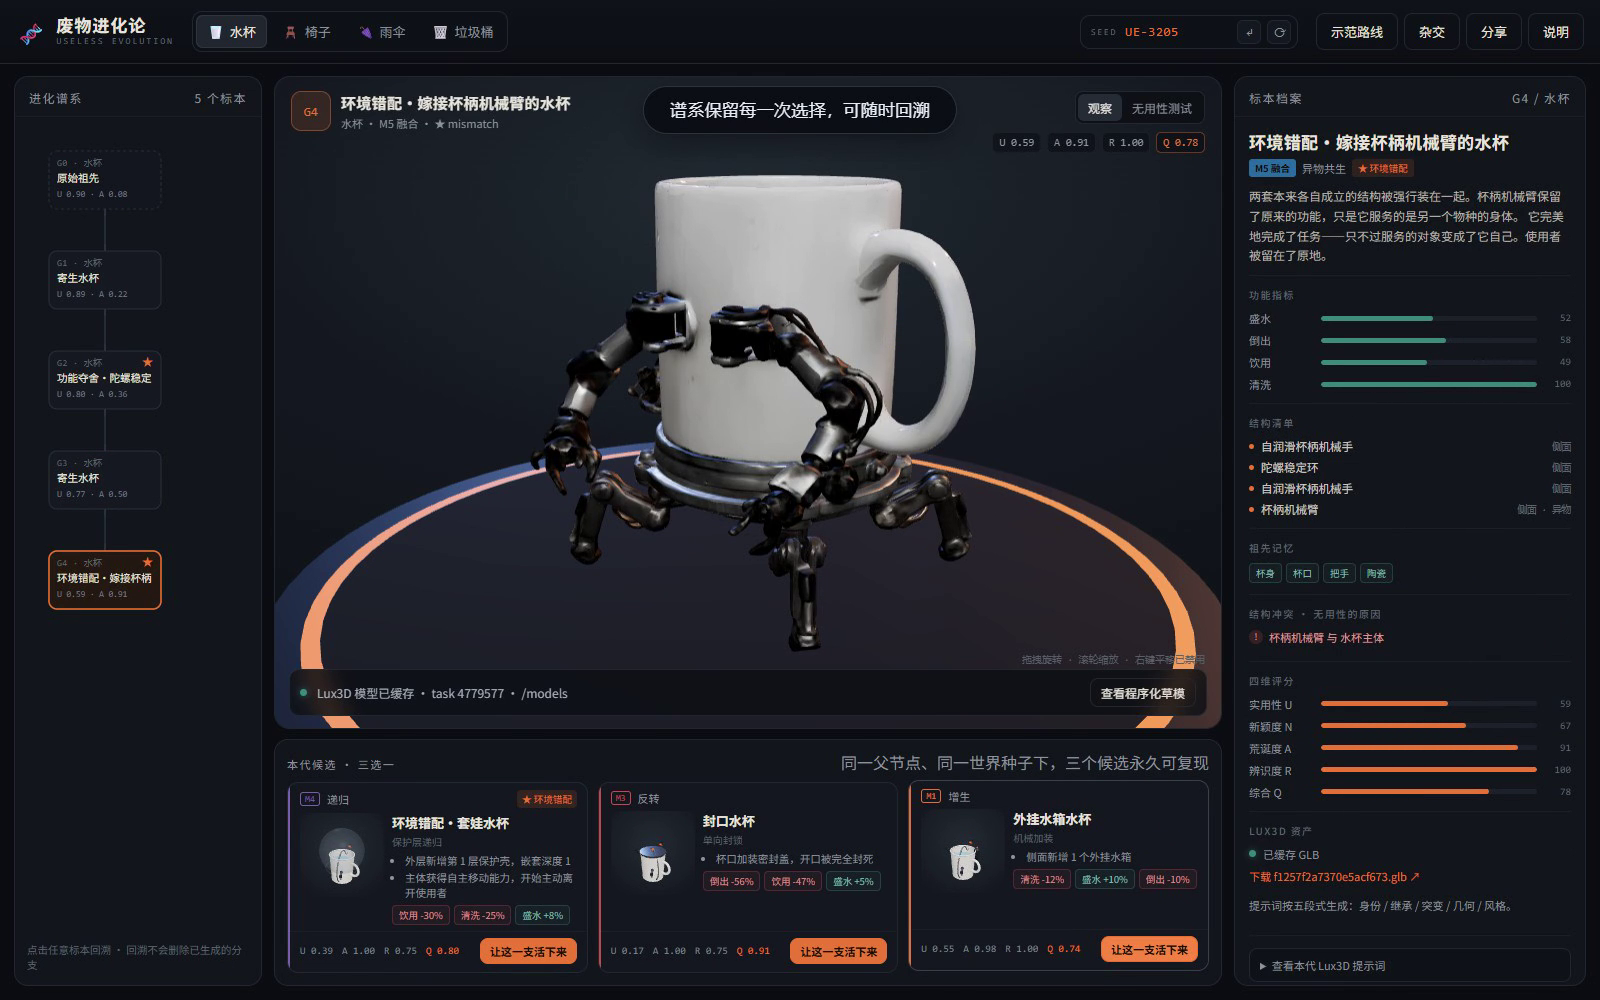 废物进化论
USELESS EVOLUTION
水杯
椅子
雨伞
垃圾桶
SEED UE-3205
示范路线
杂交
分享
说明
进化谱系
5 个标本
G0 · 水杯
原始祖先
U 0.90 · A 0.08
G1 · 水杯
寄生水杯
U 0.89 · A 0.22
G2 · 水杯 ★
功能夺舍·陀螺稳定
U 0.80 · A 0.36
G3 · 水杯
寄生水杯
U 0.77 · A 0.50
G4 · 水杯 ★
环境错配·嫁接杯柄
U 0.59 · A 0.91
点击任意标本回溯 · 回溯不会删除已生成的分
支
G4
环境错配·嫁接杯柄机械臂的水杯
水杯 · M5 融合 · ★ mismatch
谱系保留每一次选择，可随时回溯
观察
无用性测试
U 0.59
A 0.91
R 1.00
Q 0.78
拖拽旋转 · 滚轮缩放 · 右键平移已禁用
Lux3D 模型已缓存 · task 4779577 · /models
查看程序化草模
本代候选 · 三选一
同一父节点、同一世界种子下，三个候选永久可复现
M4 递归 ★ 环境错配
环境错配·套娃水杯
保护层递归
外层新增第 1 层保护壳，嵌套深度 1
主体获得自主移动能力，开始主动离
开使用者
饮用 -30% 清洗 -25% 盛水 +8%
U 0.39 A 1.00 R 0.75 Q 0.80
让这一支活下来
M3 反转
封口水杯
单向封锁
杯口加装密封盖，开口被完全封死
倒出 -56% 饮用 -47% 盛水 +5%
U 0.17 A 1.00 R 0.75 Q 0.91
让这一支活下来
M1 增生
外挂水箱水杯
机械加装
侧面新增 1 个外挂水箱
清洗 -12% 盛水 +10% 倒出 -10%
U 0.55 A 0.98 R 1.00 Q 0.74
让这一支活下来
标本档案
G4 / 水杯
环境错配·嫁接杯柄机械臂的水杯
M5 融合 异物共生 ★ 环境错配
两套本来各自成立的结构被强行装在一起。杯柄机械臂保留
了原来的功能，只是它服务的是另一个物种的身体。 它完美
地完成了任务——只不过服务的对象变成了它自己。使用者
被留在了原地。
功能指标
盛水 52
倒出 58
饮用 49
清洗 100
结构清单
自润滑杯柄机械手 侧面
陀螺稳定环 侧面
自润滑杯柄机械手 侧面
杯柄机械臂 侧面 · 异物
祖先记忆
杯身 杯口 把手 陶瓷
结构冲突 · 无用性的原因
! 杯柄机械臂 与 水杯主体
四维评分
实用性 U 59
新颖度 N 67
荒诞度 A 91
辨识度 R 100
综合 Q 78
LUX3D 资产
已缓存 GLB
下载 f1257f2a7370e5acf673.glb ↗
提示词按五段式生成：身份 / 继承 / 突变 / 几何 / 风格。
▶ 查看本代 Lux3D 提示词